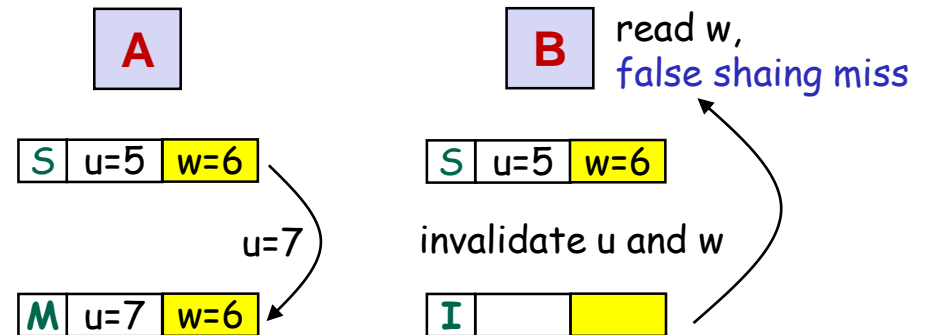 A
B
read w,
false shaing miss
S u=5 w=6
S u=5 w=6
u=7
invalidate u and w
M u=7 w=6
I